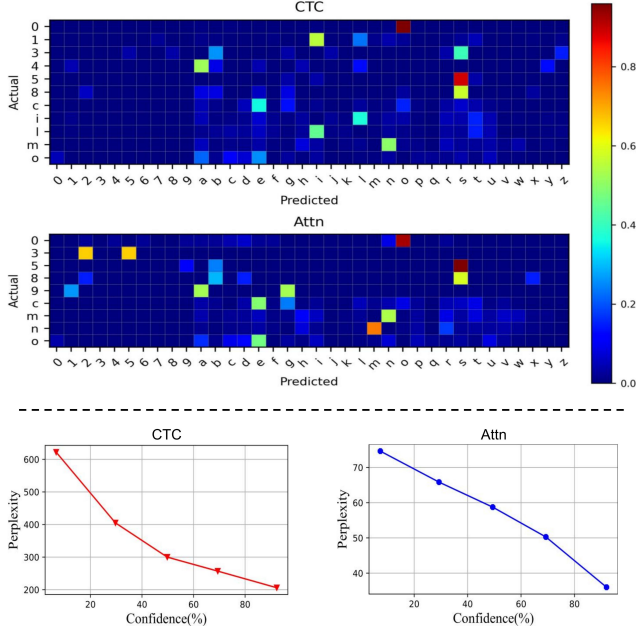 CTC
Actual
0
1
3
4
5
8
c
i
l
m
o
0 1 2 3 4 5 6 7 8 9 a b c d e f g h i j k l m n o p q r s t u v w x y z
Predicted
Attn
Actual
0
3
5
8
9
c
m
n
o
0 1 2 3 4 5 6 7 8 9 a b c d e f g h i j k l m n o p q r s t u v w x y z
Predicted
0.8
0.6
0.4
0.2
0.0
CTC
Perplexity
600
500
400
300
200
20 40 60 80
Confidence(%)
Attn
Perplexity
70
60
50
40
20 40 60 80
Confidence(%)